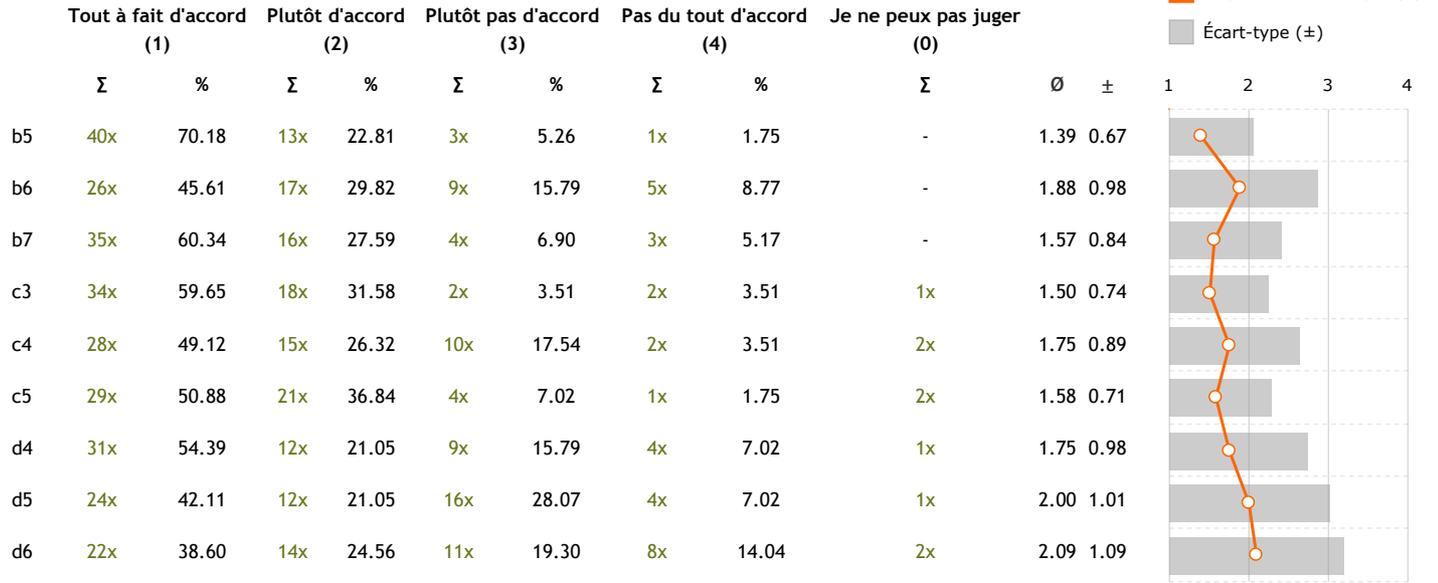 Tout à fait d'accord Plutôt d'accord Plutôt pas d'accord Pas du tout d'accord Je ne peux pas juger
(1) (2) (3) (4) (0)
Écart-type (±)
Σ % Σ % Σ % Σ % Σ Ø ± 1 2 3 4
b5 40x 70.18 13x 22.81 3x 5.26 1x 1.75 - 1.39 0.67
b6 26x 45.61 17x 29.82 9x 15.79 5x 8.77 - 1.88 0.98
b7 35x 60.34 16x 27.59 4x 6.90 3x 5.17 - 1.57 0.84
c3 34x 59.65 18x 31.58 2x 3.51 2x 3.51 1x 1.50 0.74
c4 28x 49.12 15x 26.32 10x 17.54 2x 3.51 2x 1.75 0.89
c5 29x 50.88 21x 36.84 4x 7.02 1x 1.75 2x 1.58 0.71
d4 31x 54.39 12x 21.05 9x 15.79 4x 7.02 1x 1.75 0.98
d5 24x 42.11 12x 21.05 16x 28.07 4x 7.02 1x 2.00 1.01
d6 22x 38.60 14x 24.56 11x 19.30 8x 14.04 2x 2.09 1.09